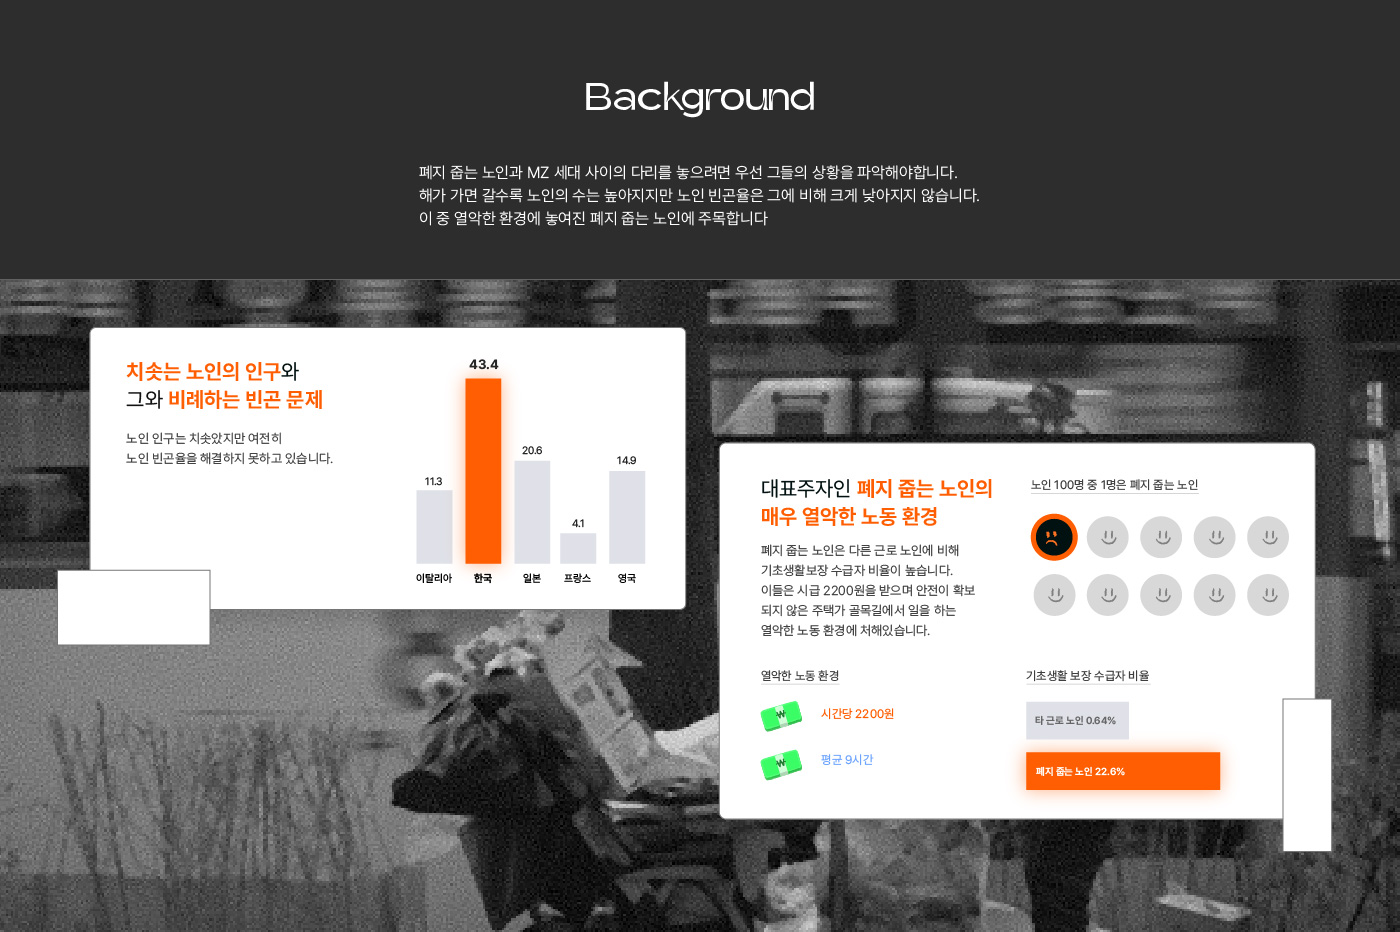 Background
폐지 줍는 노인과 MZ 세대 사이의 다리를 놓으려면 우선 그들의 상황을 파악해야합니다.
해가 가면 갈수록 노인의 수는 높아지지만 노인 빈곤율은 그에 비해 크게 낮아지지 않습니다.
이 중 열악한 환경에 놓여진 폐지 줍는 노인에 주목합니다
치솟는 노인의 인구와
그와 비례하는 빈곤 문제
노인 인구는 치솟았지만 여전히
노인 빈곤율을 해결하지 못하고 있습니다.
43.4
20.6
14.9
11.3
4.1
이탈리아 한국 일본 프랑스 영국
대표주자인 폐지 줍는 노인의
매우 열악한 노동 환경
폐지 줍는 노인은 다른 근로 노인에 비해
기초생활보장 수급자 비율이 높습니다.
이들은 시급 2200원을 받으며 안전이 확보
되지 않은 주택가 골목길에서 일을 하는
열악한 노동 환경에 처해있습니다.
노인 100명 중 1명은 폐지 줍는 노인
열악한 노동 환경
₩ 시간당 2200원
₩ 평균 9시간
기초생활 보장 수급자 비율
타 근로 노인 0.64%
폐지 줍는 노인 22.6%